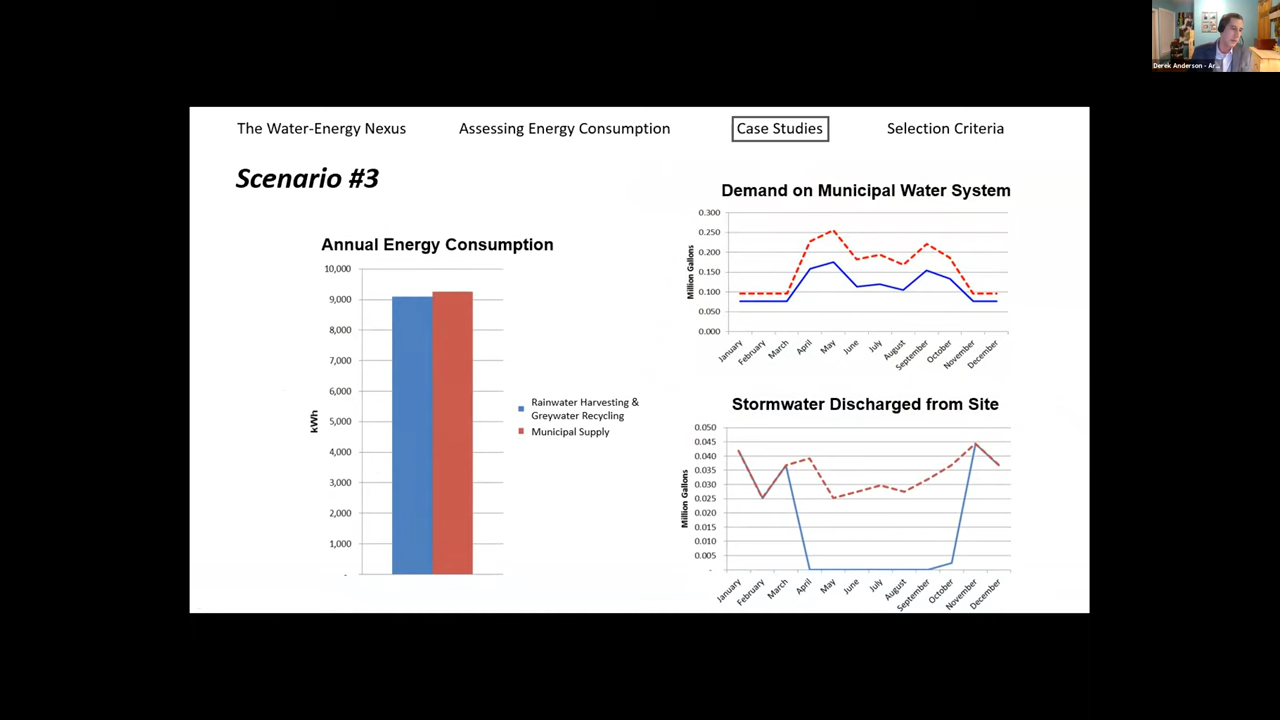 Derek Anderson - Ar...
The Water-Energy Nexus
Assessing Energy Consumption
Case Studies
Selection Criteria
Scenario #3
Annual Energy Consumption
kWh
10,000
9,000
8,000
7,000
6,000
5,000
4,000
3,000
2,000
1,000
-
Rainwater Harvesting &
Greywater Recycling
Municipal Supply
Demand on Municipal Water System
Million Gallons
0.300
0.250
0.200
0.150
0.100
0.050
0.000
January
February
March
April
May
June
July
August
September
October
November
December
Stormwater Discharged from Site
Million Gallons
0.050
0.045
0.040
0.035
0.030
0.025
0.020
0.015
0.010
0.005
-
January
February
March
April
May
June
July
August
September
October
November
December